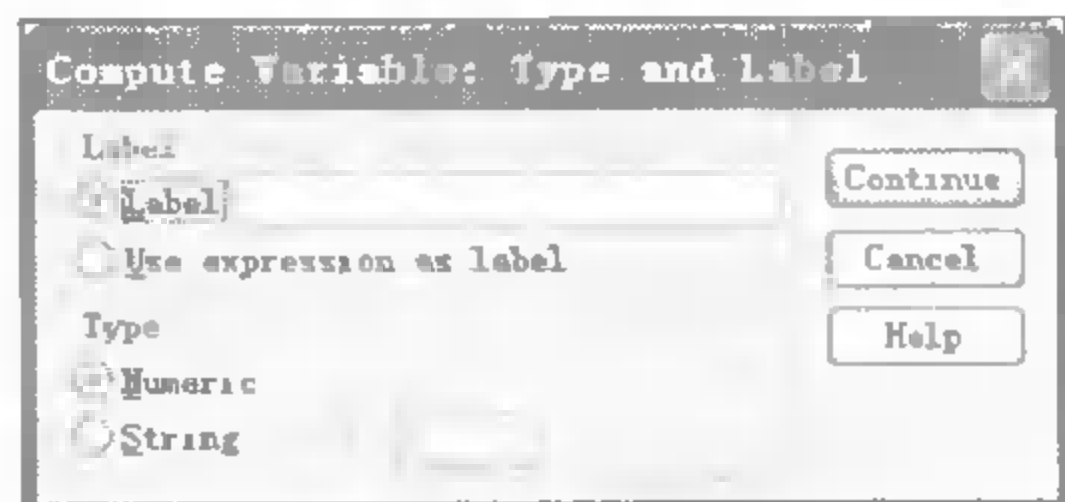 Compute Variable: Type and Label
Label
Label
Use expression as label
Type
Numeric
String
Continue
Cancel
Help